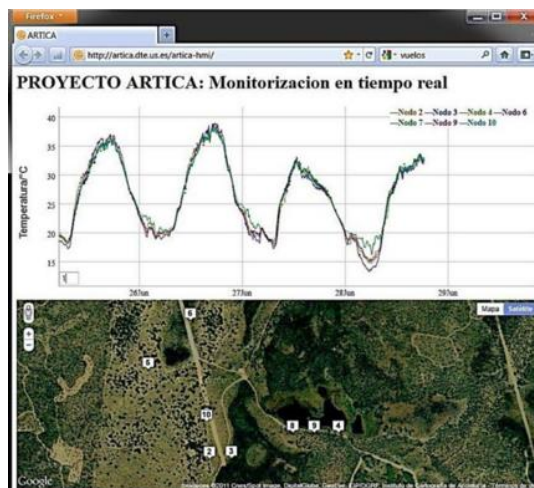 Firefox
ARTICA
http://artica.dte.us.es/artica-hmi/
vuelos
PROYECTO ARTICA: Monitorizacion en tiempo real
Nodo 2 Nodo 3 Nodo 4 Nodo 6
Nodo 7 Nodo 9 Nodo 10
Temperatura/°C
40
35
30
25
20
15
26Jun
27Jun
28Jun
29Jun
Mapa
Satélite
6
6
10
2
3
8
9
4
Google